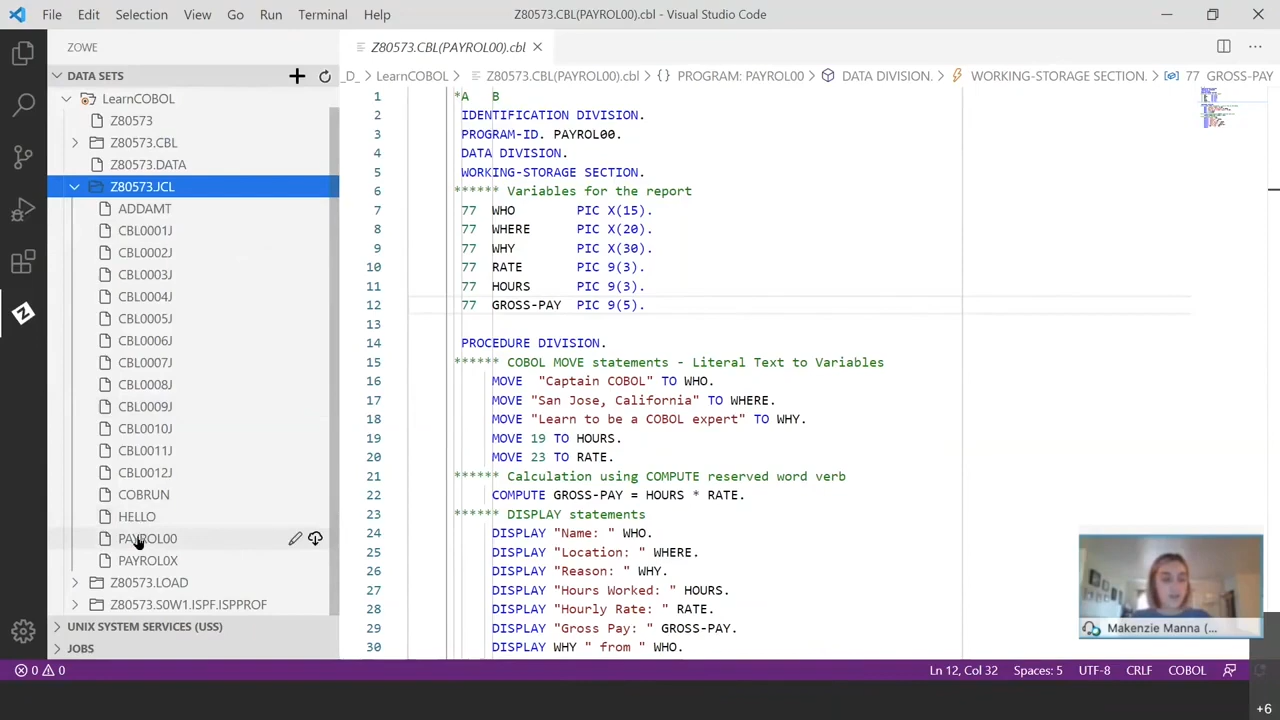 File Edit Selection View Go Run Terminal Help Z80573.CBL(PAYROL00).cbl - Visual Studio Code
ZOWE
DATA SETS
LearnCOBOL
Z80573
Z80573.CBL
Z80573.DATA
Z80573.JCL
ADDAMT
CBL0001J
CBL0002J
CBL0003J
CBL0004J
CBL0005J
CBL0006J
CBL0007J
CBL0008J
CBL0009J
CBL0010J
CBL0011J
CBL0012J
COBRUN
HELLO
PAYROL00
PAYROL0X
Z80573.LOAD
Z80573.S0W1.ISPF.ISPPROF
UNIX SYSTEM SERVICES (USS)
JOBS
Z80573.CBL(PAYROL00).cbl
_D_ > LearnCOBOL > Z80573.CBL(PAYROL00).cbl > {} PROGRAM: PAYROL00 > DATA DIVISION. > WORKING-STORAGE SECTION. > 77 GROSS-PAY
1 *A B
2 IDENTIFICATION DIVISION.
3 PROGRAM-ID. PAYROL00.
4 DATA DIVISION.
5 WORKING-STORAGE SECTION.
6 ****** Variables for the report
7 77 WHO PIC X(15).
8 77 WHERE PIC X(20).
9 77 WHY PIC X(30).
10 77 RATE PIC 9(3).
11 77 HOURS PIC 9(3).
12 77 GROSS-PAY PIC 9(5).
13
14 PROCEDURE DIVISION.
15 ****** COBOL MOVE statements - Literal Text to Variables
16 MOVE "Captain COBOL" TO WHO.
17 MOVE "San Jose, California" TO WHERE.
18 MOVE "Learn to be a COBOL expert" TO WHY.
19 MOVE 19 TO HOURS.
20 MOVE 23 TO RATE.
21 ****** Calculation using COMPUTE reserved word verb
22 COMPUTE GROSS-PAY = HOURS * RATE.
23 ****** DISPLAY statements
24 DISPLAY "Name: " WHO.
25 DISPLAY "Location: " WHERE.
26 DISPLAY "Reason: " WHY.
27 DISPLAY "Hours Worked: " HOURS.
28 DISPLAY "Hourly Rate: " RATE.
29 DISPLAY "Gross Pay: " GROSS-PAY.
30 DISPLAY WHY " from " WHO.
Makenzie Manna (...
0 0 Ln 12, Col 32 Spaces: 5 UTF-8 CRLF COBOL
+6